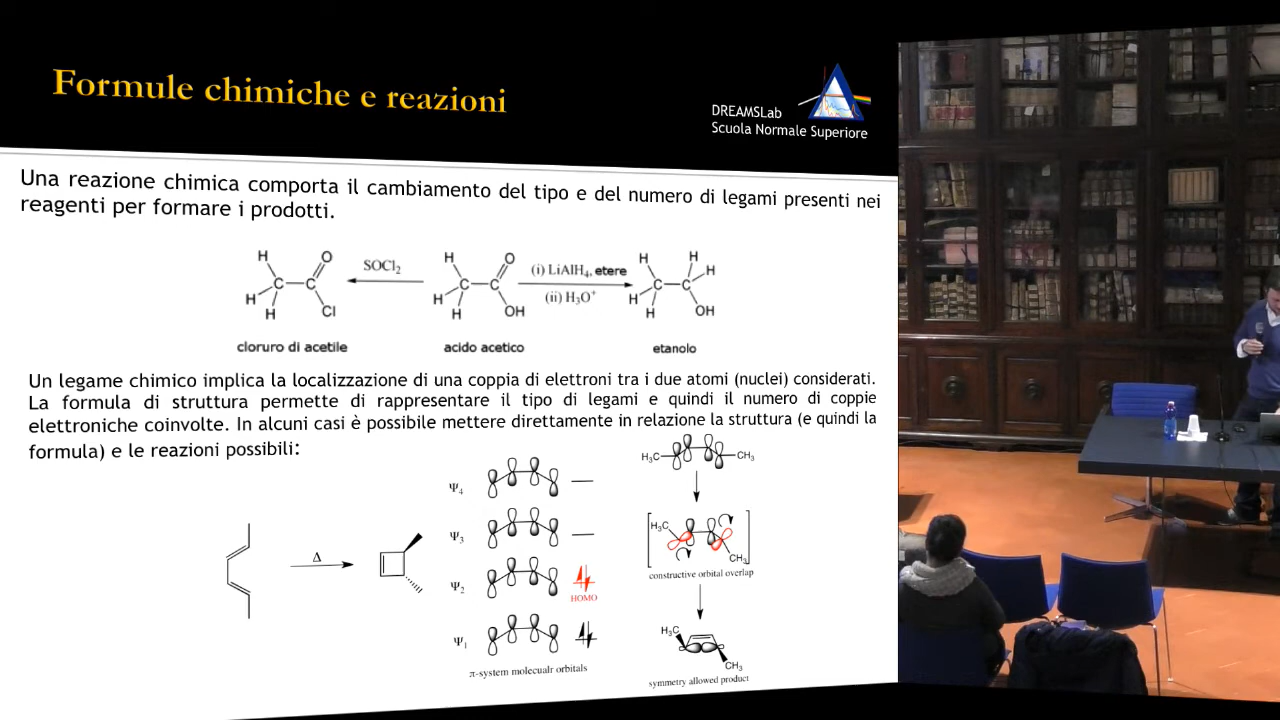 Formule chimiche e reazioni
DREAMSLab
Scuola Normale Superiore
Una reazione chimica comporta il cambiamento del tipo e del numero di legami presenti nei
reagenti per formare i prodotti.
H O H O H H
SOCl₂ (i) LiAlH₄, etere
C C C C C C
(ii) H₃O⁺
H H Cl H H OH H H OH
cloruro di acetile acido acetico etanolo
Un legame chimico implica la localizzazione di una coppia di elettroni tra i due atomi (nuclei) considerati.
La formula di struttura permette di rappresentare il tipo di legami e quindi il numero di coppie
elettroniche coinvolte. In alcuni casi è possibile mettere direttamente in relazione la struttura (e quindi la
formula) e le reazioni possibili:
Δ
Ψ₄
Ψ₃
Ψ₂
HOMO
Ψ₁
π-system molecualr orbitals
H₃C CH₃
H₃C
CH₃
constructive orbital overlap
H₃C
CH₃
symmetry allowed product